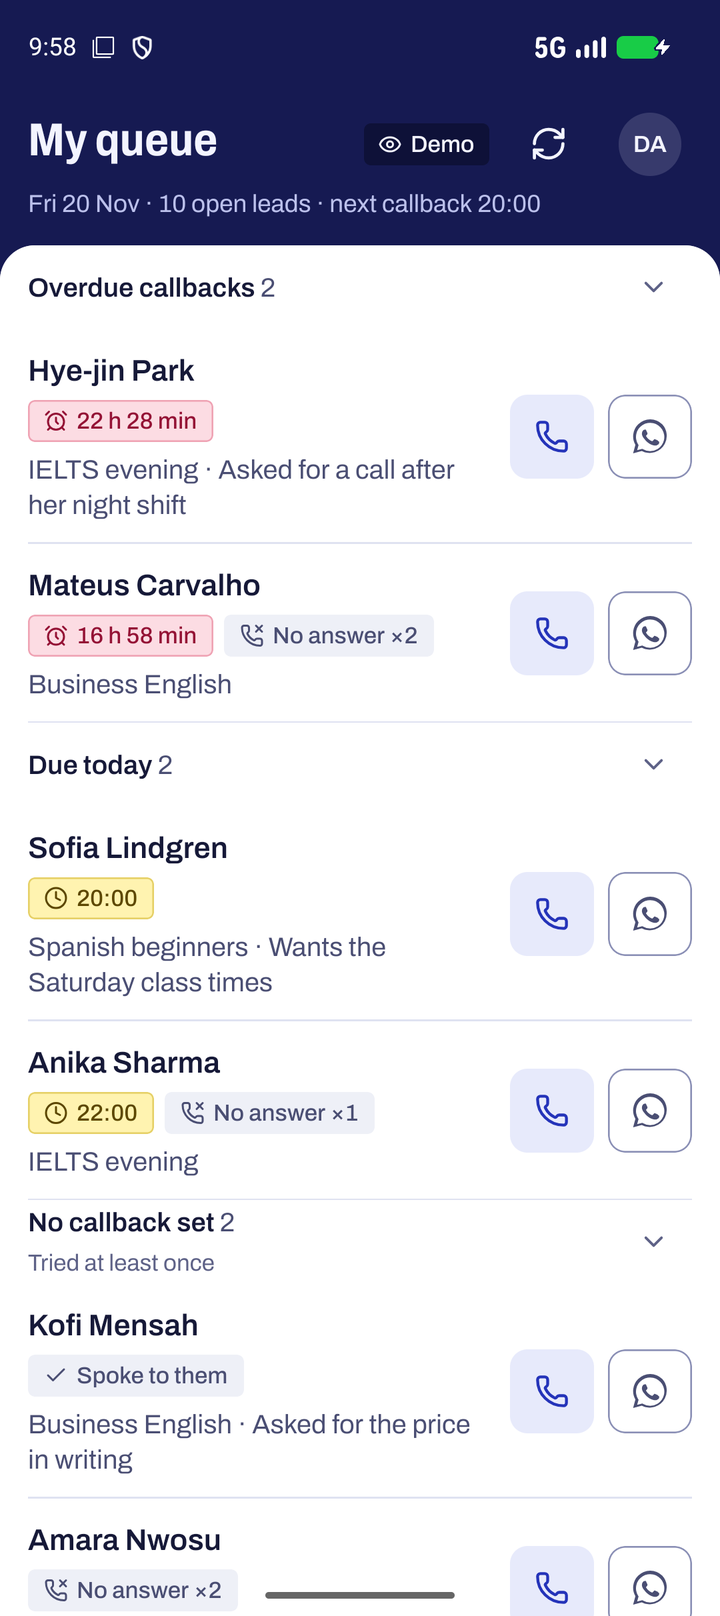 9:58
5G
My queue
Demo
DA
Fri 20 Nov · 10 open leads · next callback 20:00
Overdue callbacks 2
Hye-jin Park
22 h 28 min
IELTS evening · Asked for a call after
her night shift
Mateus Carvalho
16 h 58 min
No answer ×2
Business English
Due today 2
Sofia Lindgren
20:00
Spanish beginners · Wants the
Saturday class times
Anika Sharma
22:00
No answer ×1
IELTS evening
No callback set 2
Tried at least once
Kofi Mensah
Spoke to them
Business English · Asked for the price
in writing
Amara Nwosu
No answer ×2